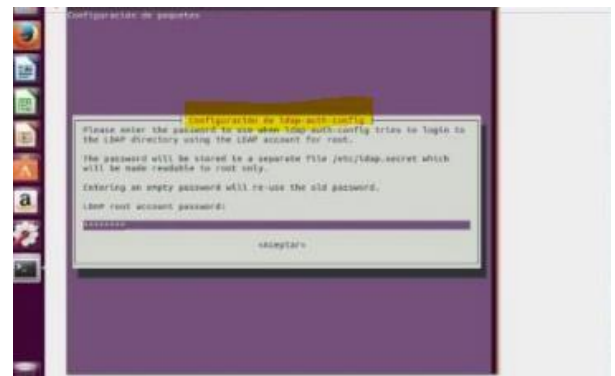 Configuración de paquetes
Configuración de ldap-auth-config
Please enter the password to use when ldap-auth-config tries to login to
the LDAP directory using the LDAP account for root.
The password will be stored in a separate file /etc/ldap.secret which
will be made readable to root only.
Entering an empty password will re-use the old password.
LDAP root account password:
********
<Aceptar>